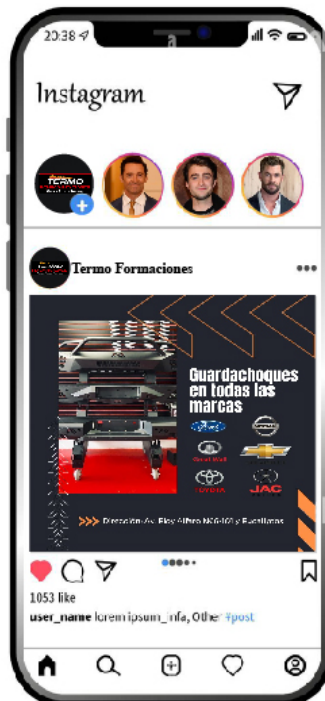 20:38
Instagram
TERMO
Termo Formaciones
Guardachoques
en todas las
marcas
Ford
NISSAN
Great Wall
TOYOTA
JAC
Dirección: Av. Eloy Alfaro N66-101 y Eucaliptos
1053 like
user_name lorem ipsum_infa, Other #post